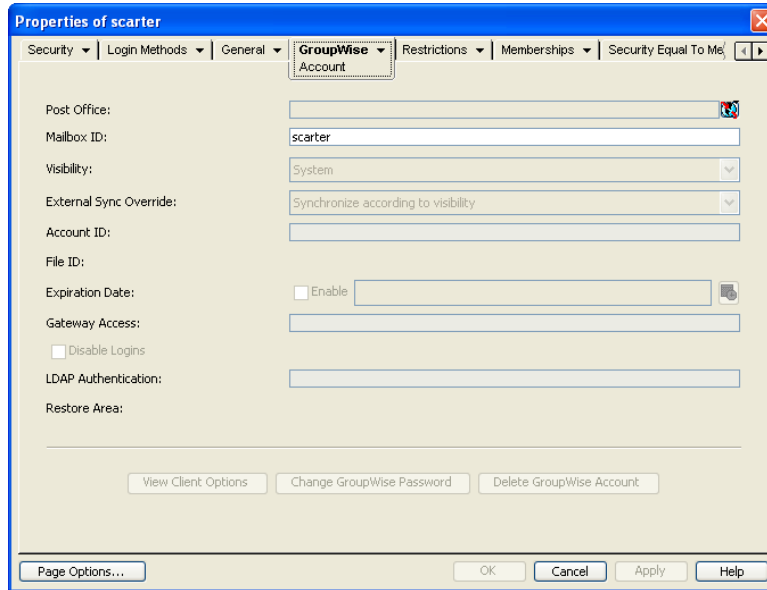 Properties of scarter
Security Login Methods General GroupWise Restrictions Memberships Security Equal To Me
Account
Post Office:
Mailbox ID: scarter
Visibility: System
External Sync Override: Synchronize according to visibility
Account ID:
File ID:
Expiration Date: Enable
Gateway Access:
Disable Logins
LDAP Authentication:
Restore Area:
View Client Options Change GroupWise Password Delete GroupWise Account
Page Options... OK Cancel Apply Help